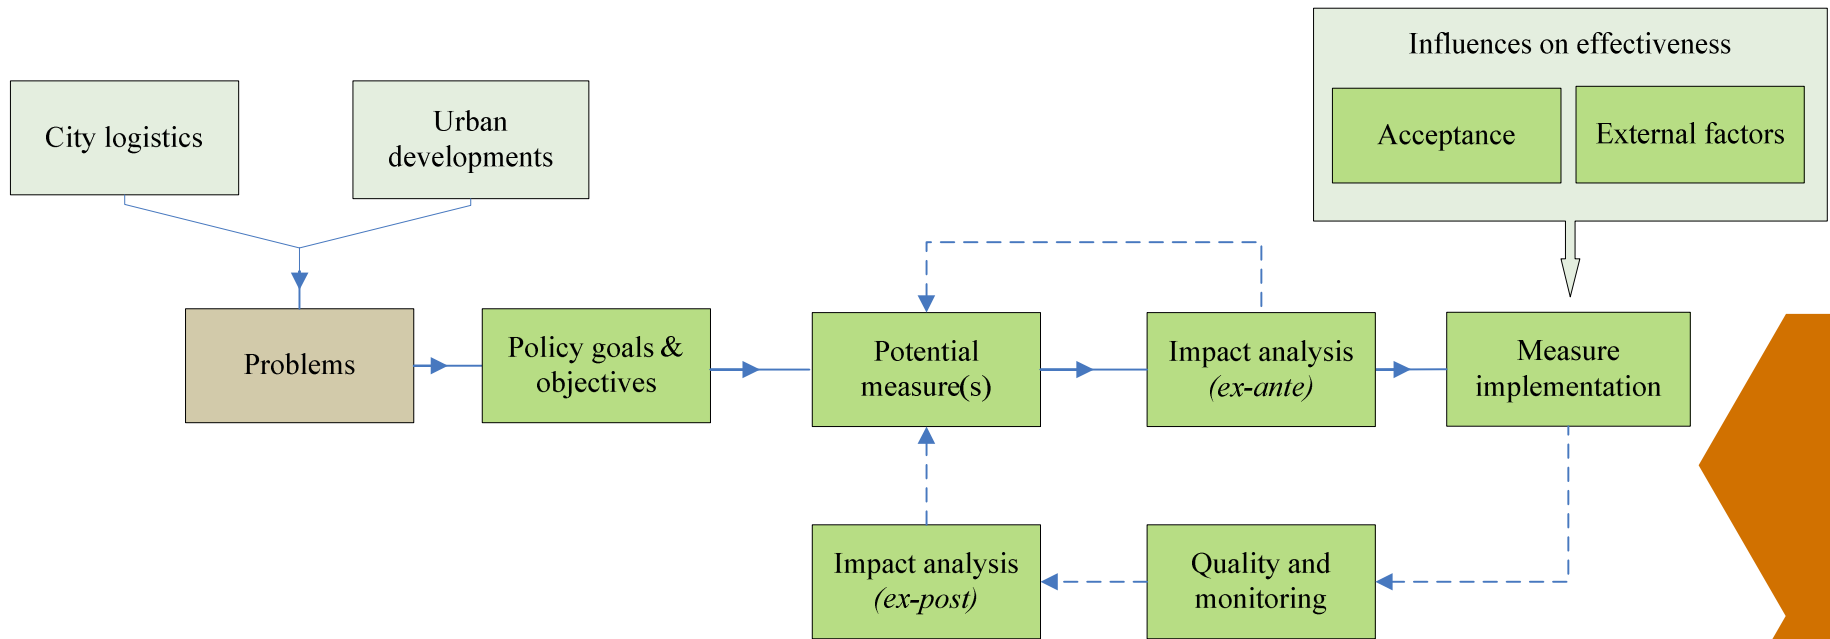 Influences on effectiveness
City logistics
Urban
developments
Acceptance
External factors
Problems
Policy goals &
objectives
Potential
measure(s)
Impact analysis
(ex-ante)
Measure
implementation
Impact analysis
(ex-post)
Quality and
monitoring